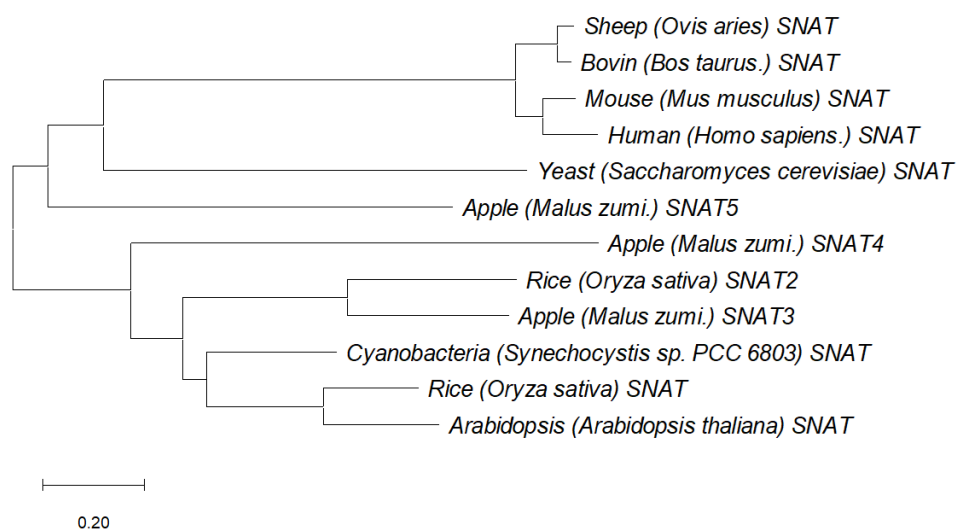 Sheep (Ovis aries) SNAT
Bovin (Bos taurus.) SNAT
Mouse (Mus musculus) SNAT
Human (Homo sapiens.) SNAT
Yeast (Saccharomyces cerevisiae) SNAT
Apple (Malus zumi.) SNAT5
Apple (Malus zumi.) SNAT4
Rice (Oryza sativa) SNAT2
Apple (Malus zumi.) SNAT3
Cyanobacteria (Synechocystis sp. PCC 6803) SNAT
Rice (Oryza sativa) SNAT
Arabidopsis (Arabidopsis thaliana) SNAT
0.20